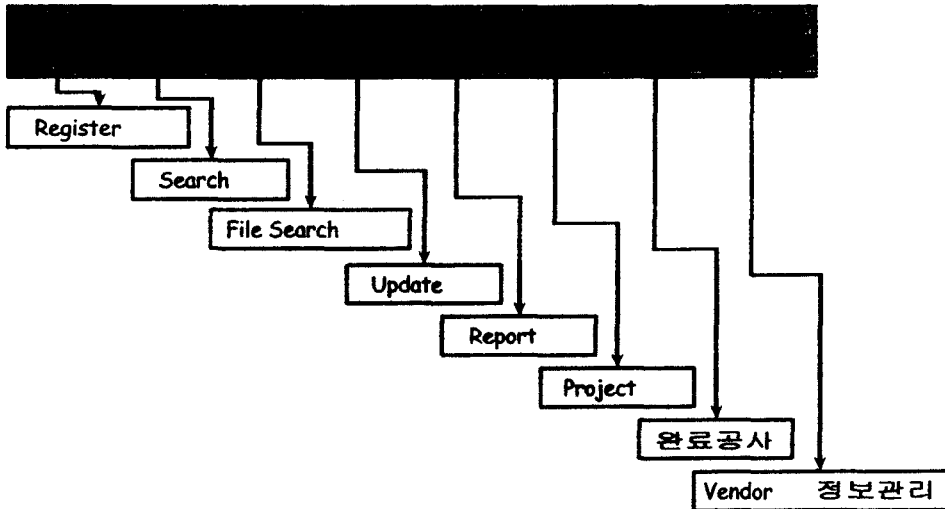 Register
Search
File Search
Update
Report
Project
완료공사
Vendor 정보관리